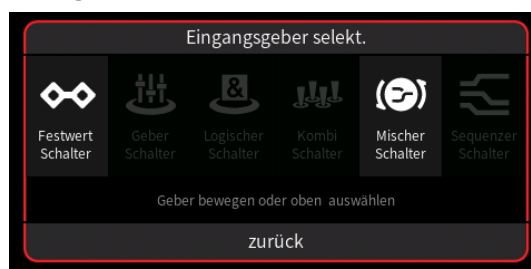 Eingangsgeber selekt.
&
Festwert Geber Logischer Kombi Mischer Sequenzer
Schalter Schalter Schalter Schalter Schalter Schalter
Geber bewegen oder oben auswählen
zurück